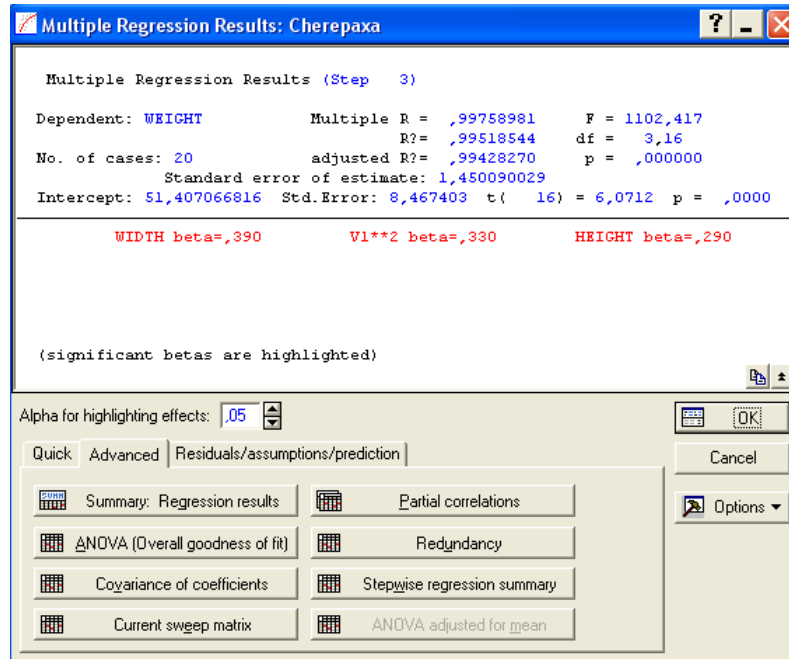 Multiple Regression Results: Cherepaxa
Multiple Regression Results (Step 3)
Dependent: WEIGHT Multiple R = ,99758981 F = 1102,417
R?= ,99518544 df = 3,16
No. of cases: 20 adjusted R?= ,99428270 p = ,000000
Standard error of estimate: 1,450090029
Intercept: 51,407066816 Std.Error: 8,467403 t( 16) = 6,0712 p = ,0000
WIDTH beta=,390 V1**2 beta=,330 HEIGHT beta=,290
(significant betas are highlighted)
Alpha for highlighting effects: ,05
OK
Quick Advanced Residuals/assumptions/prediction
Cancel
Summary: Regression results Partial correlations
Options
ANOVA (Overall goodness of fit) Redundancy
Covariance of coefficients Stepwise regression summary
Current sweep matrix ANOVA adjusted for mean